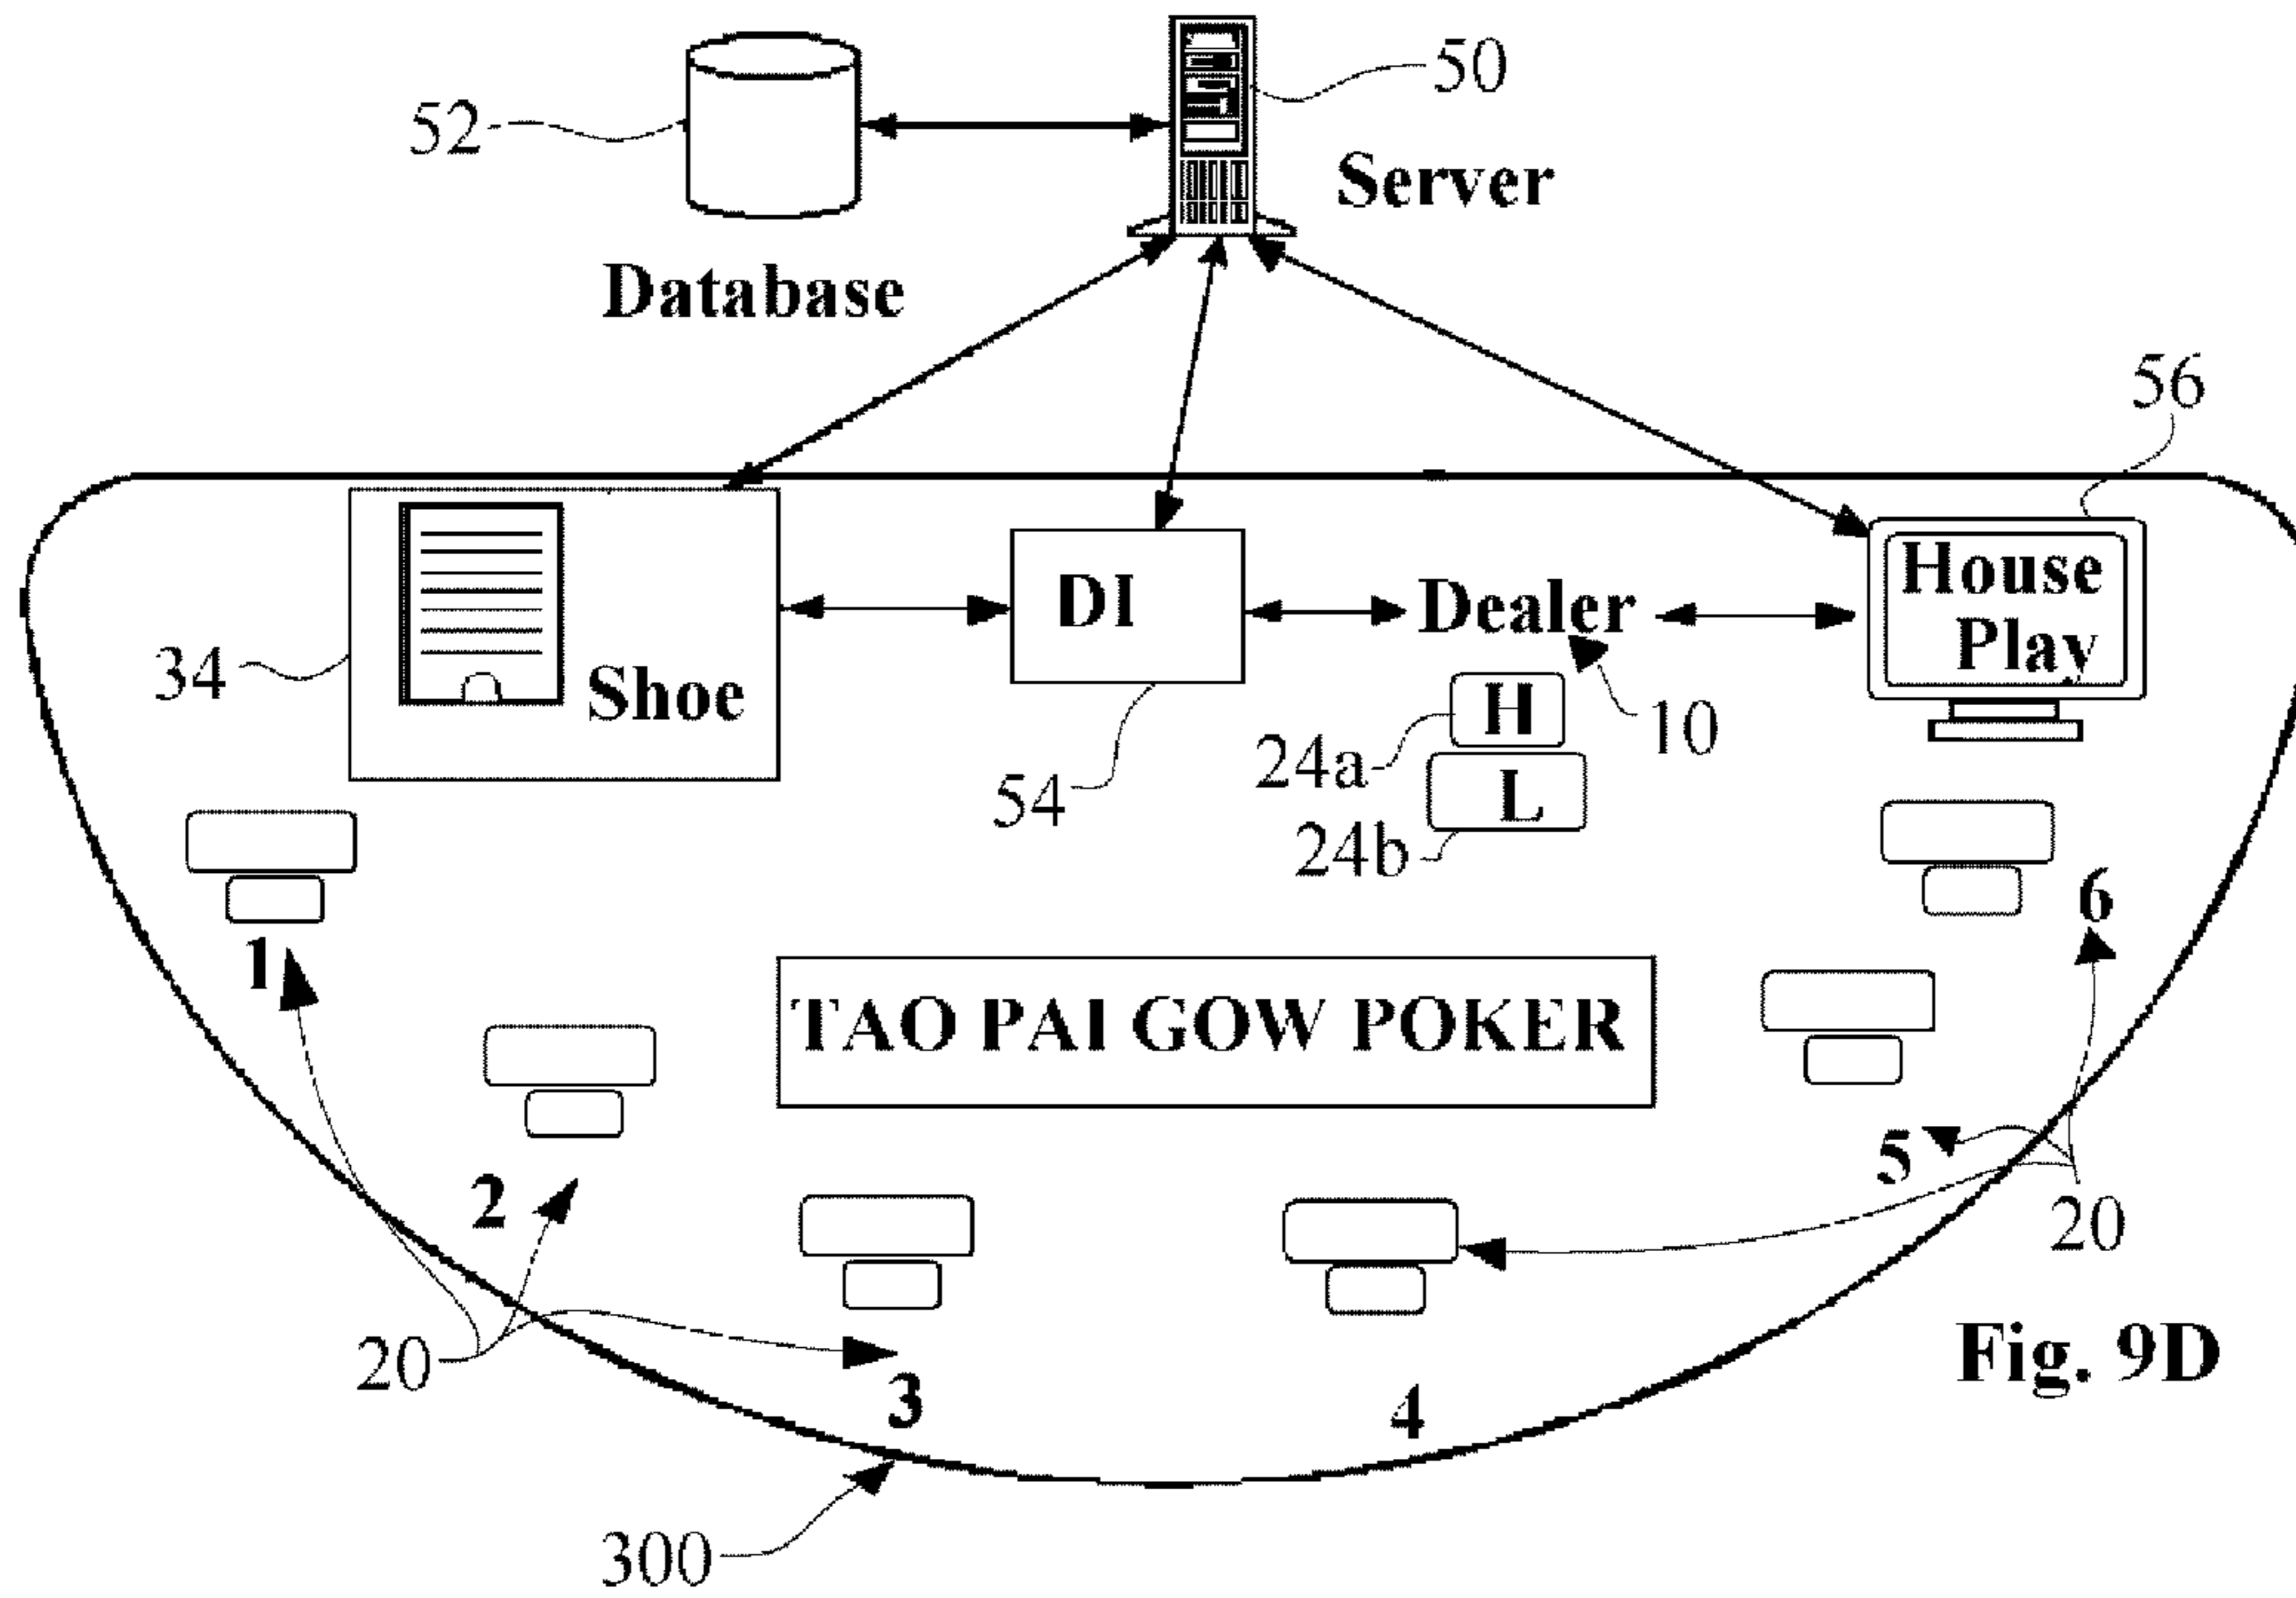 50
52
Server
Database
56
House
Play
DI
Dealer
34
Shoe
H
10
24a
54
L
24b
6
1
TAO PAI GOW POKER
5
2
20
20
Fig. 9D
3
4
300